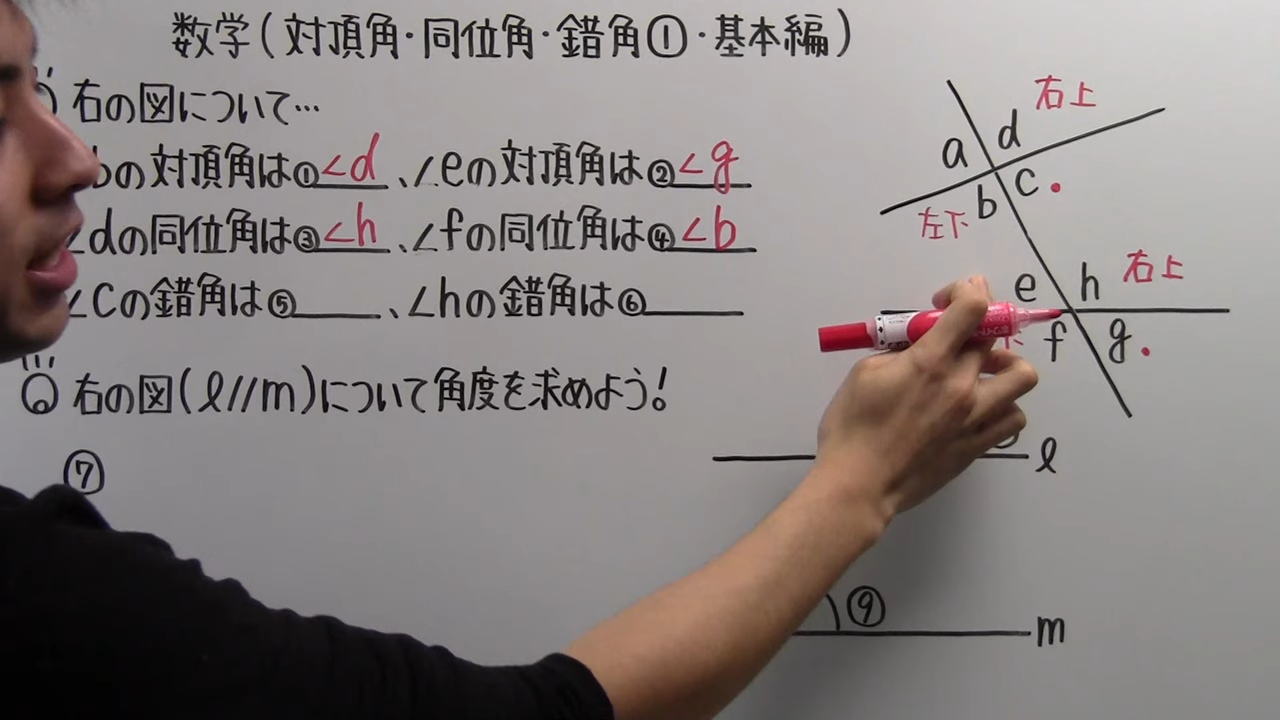 数学(対頂角・同位角・錯角①・基本編)
右の図について…
bの対頂角は①∠d、∠eの対頂角は②∠g
∠dの同位角は③∠h、∠fの同位角は④∠b
∠cの錯角は⑤、∠hの錯角は⑥
右の図(l//m)について角度を求めよう!
⑦
a d 右上
b c
左下
e h 右上
f g
l
⑨
m